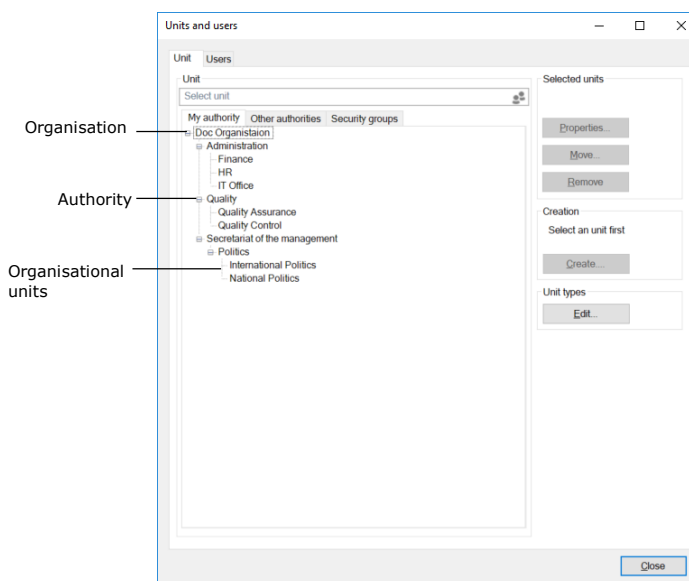 Units and users
Unit Users
Unit
Select unit
My authority Other authorities Security groups
Doc Organistaion
Administration
Finance
HR
IT Office
Quality
Quality Assurance
Quality Control
Secretariat of the management
Politics
International Politics
National Politics
Selected units
Properties...
Move...
Remove
Creation
Select an unit first
Create...
Unit types
Edit...
Close
Organisation
Authority
Organisational
units